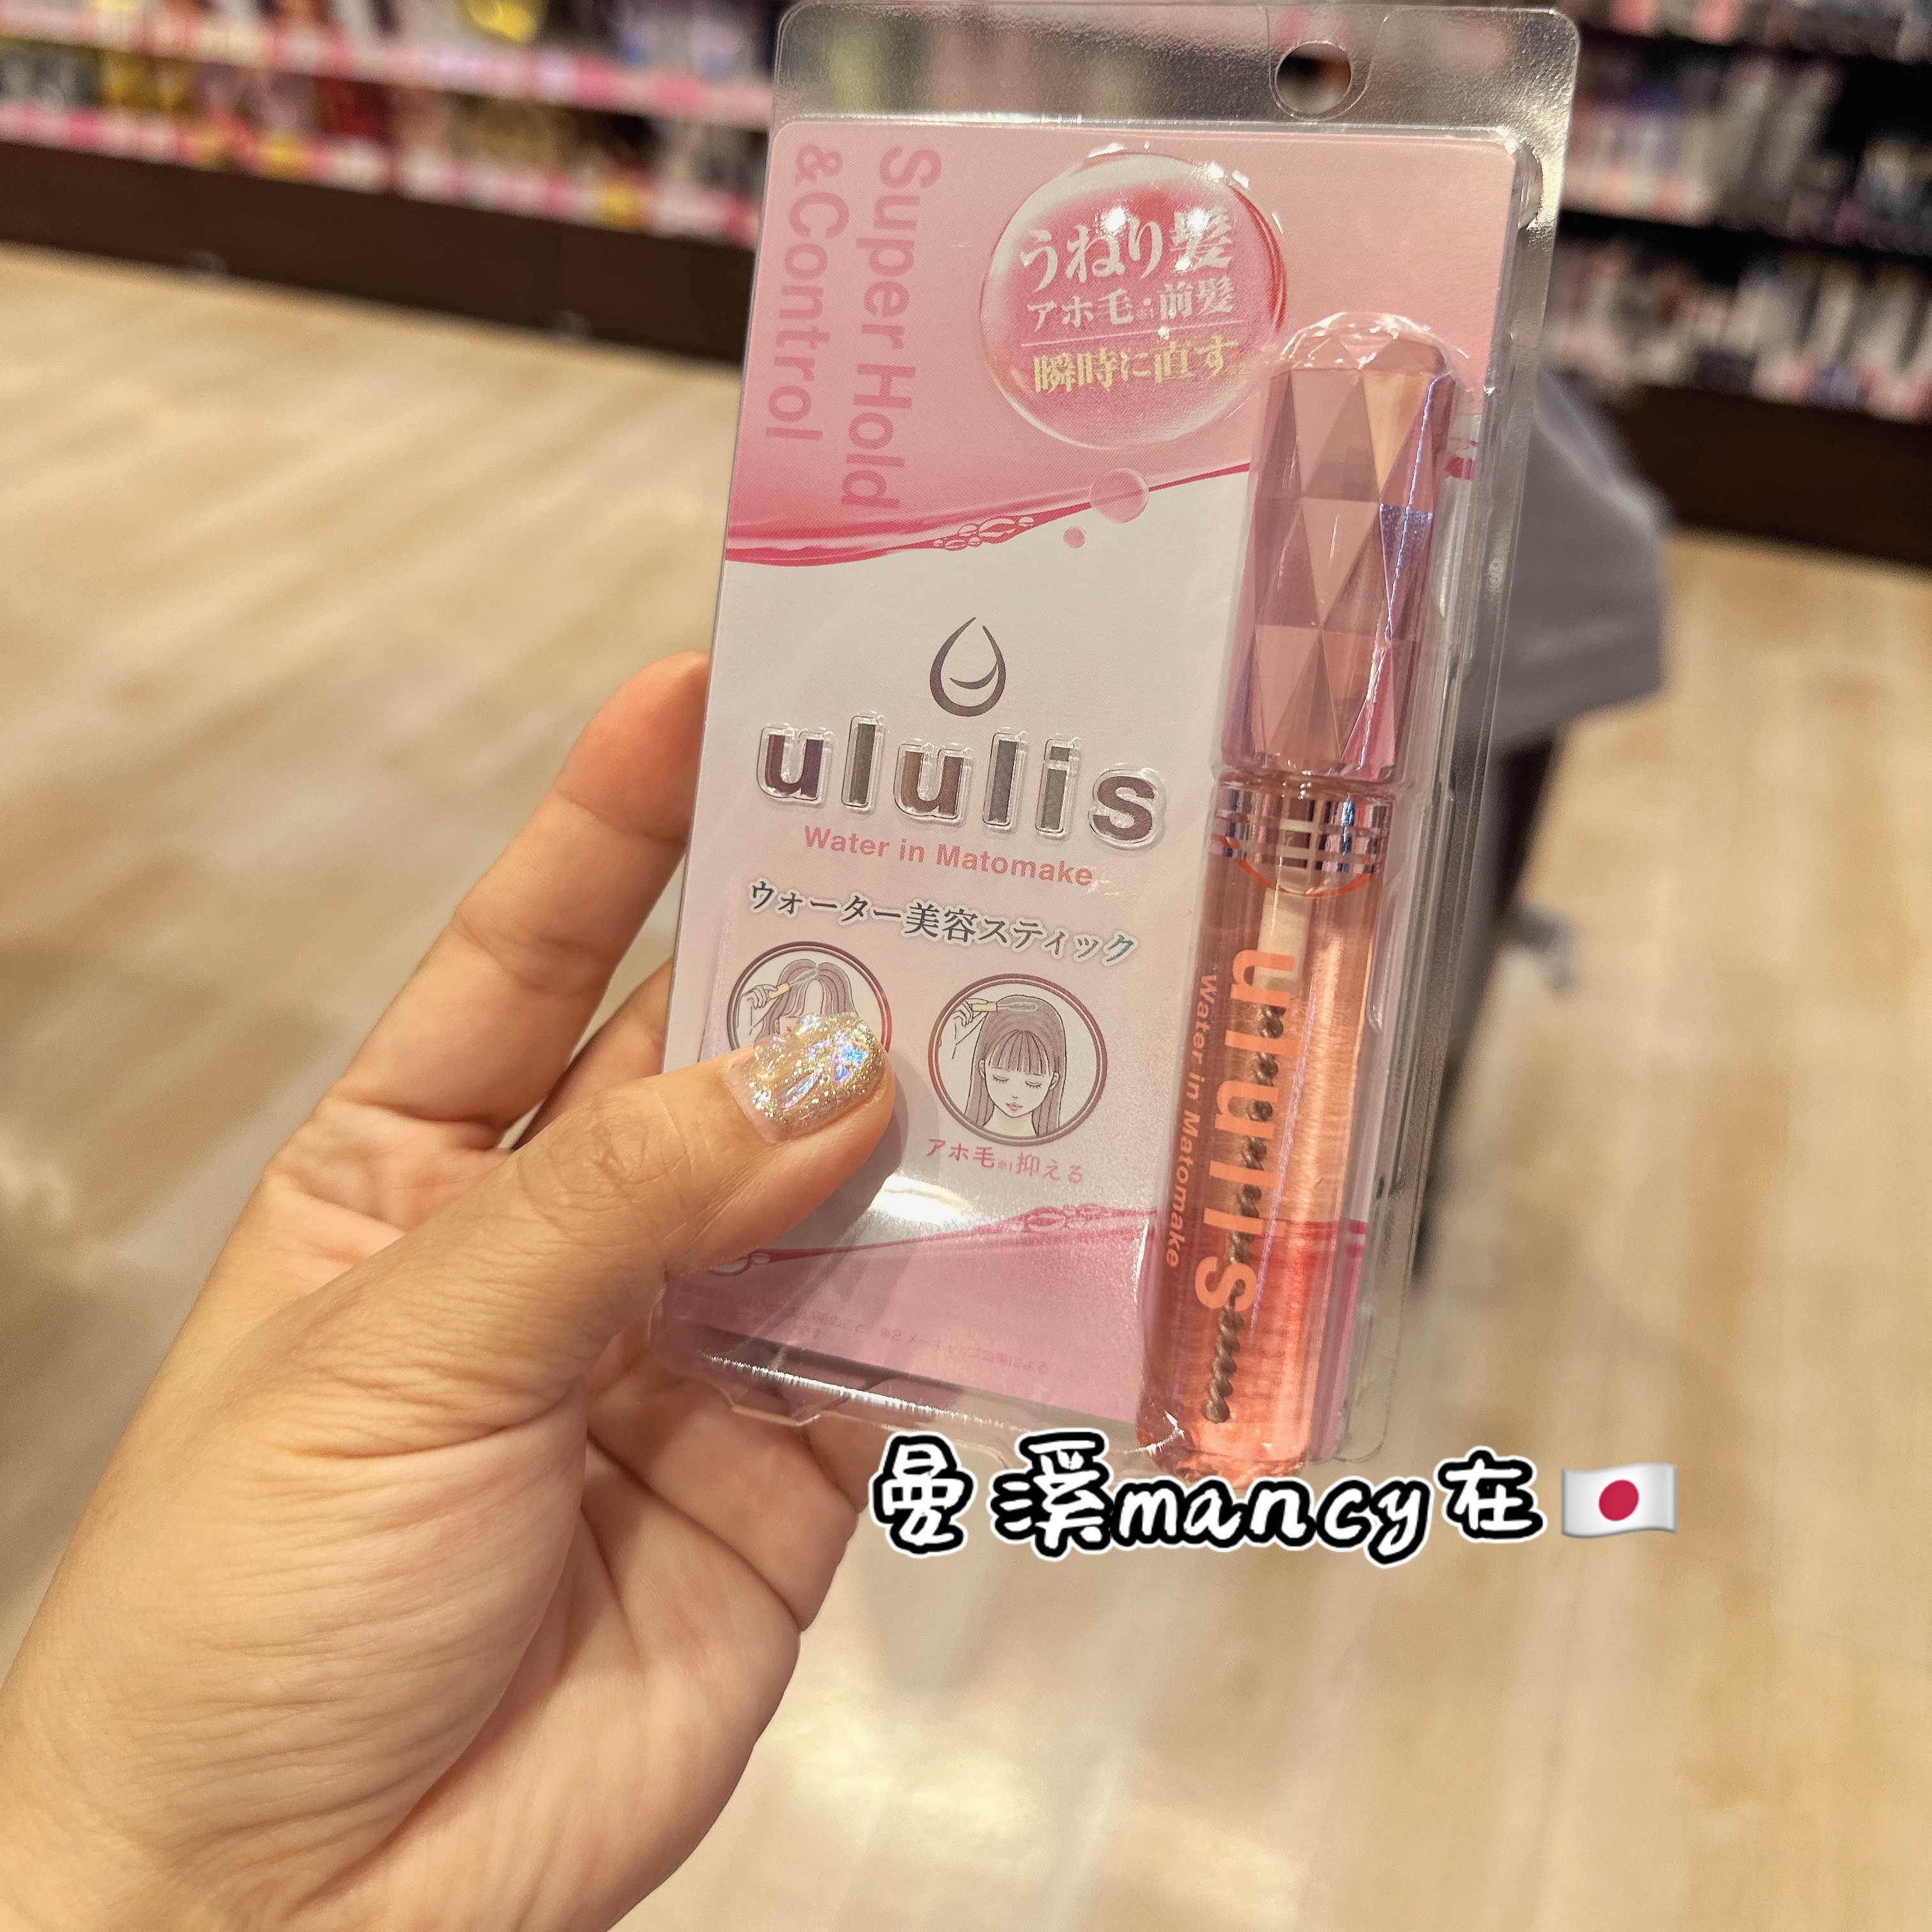 Super Hold
&Control
うねり髪
アホ毛・前髪
瞬時に直す
ululis
Water in Matomake
ウォーター美容スティック
アホ毛※1抑える
ululis
Water in Matomake
曼溪mancy在🇯🇵